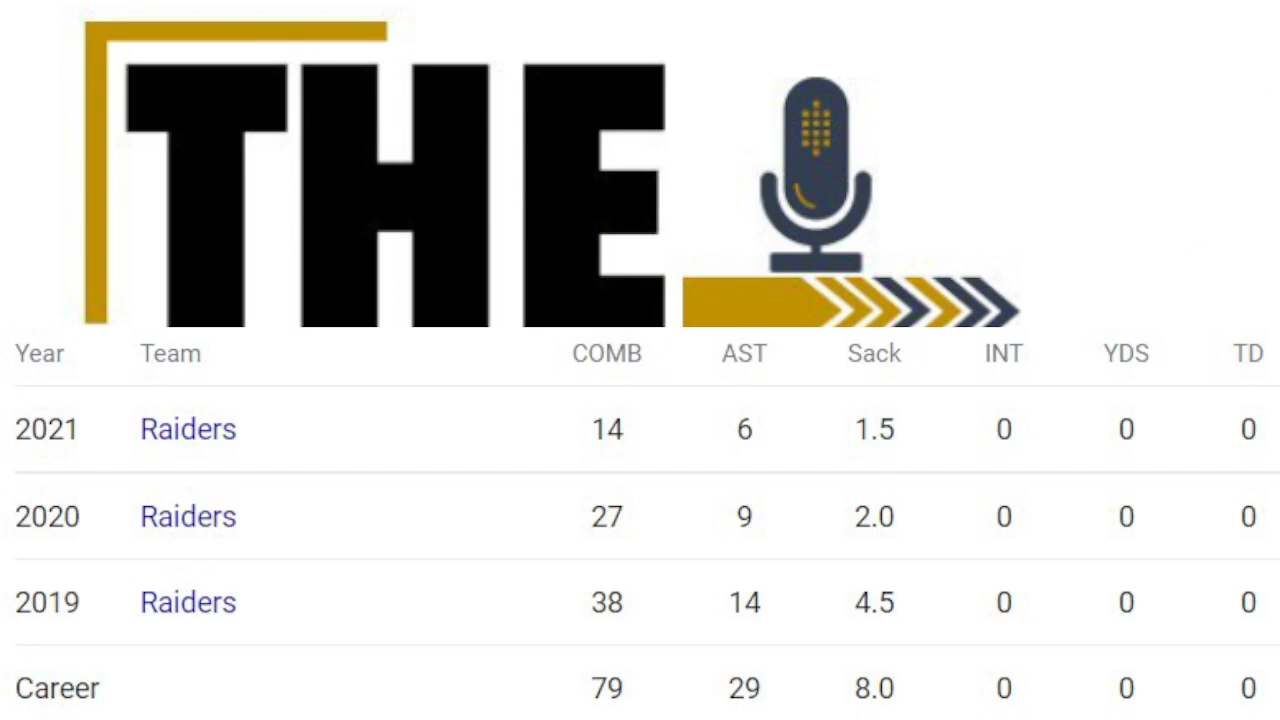 THE
Year Team COMB AST Sack INT YDS TD
2021 Raiders 14 6 1.5 0 0 0
2020 Raiders 27 9 2.0 0 0 0
2019 Raiders 38 14 4.5 0 0 0
Career 79 29 8.0 0 0 0